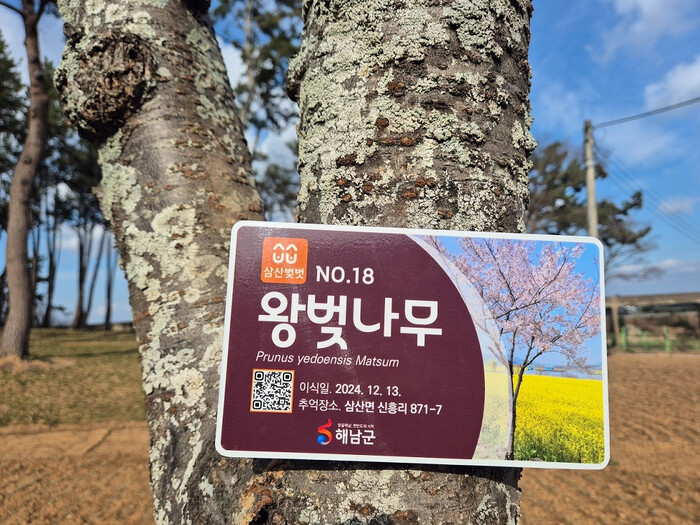 삼산벚벗
NO.18
왕벚나무
Prunus yedoensis Matsum
이식일. 2024. 12. 13.
추억장소. 삼산면 신흥리 871-7
해남군